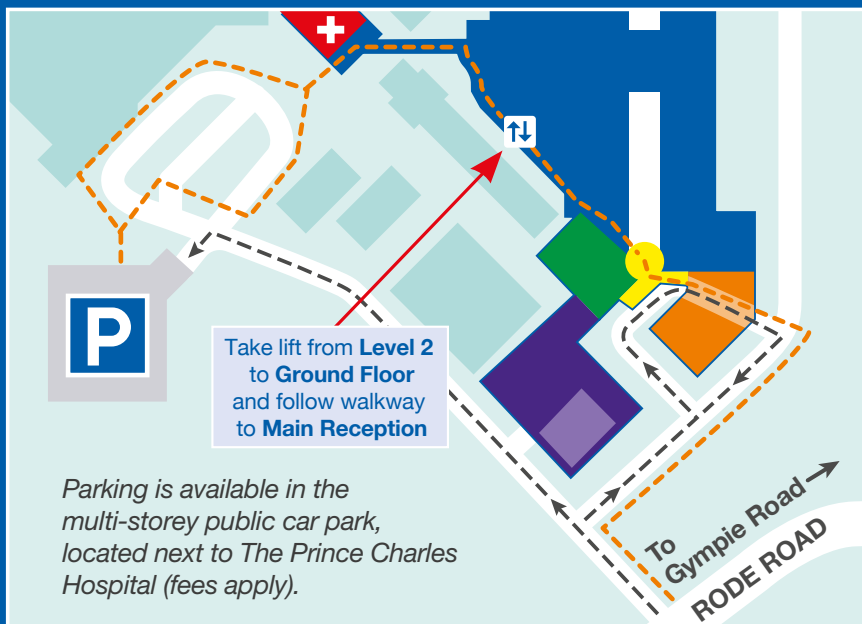 P
Take lift from Level 2
to Ground Floor
and follow walkway
to Main Reception
Parking is available in the
multi-storey public car park,
located next to The Prince Charles
Hospital (fees apply).
To
Gympie Road
RODE ROAD